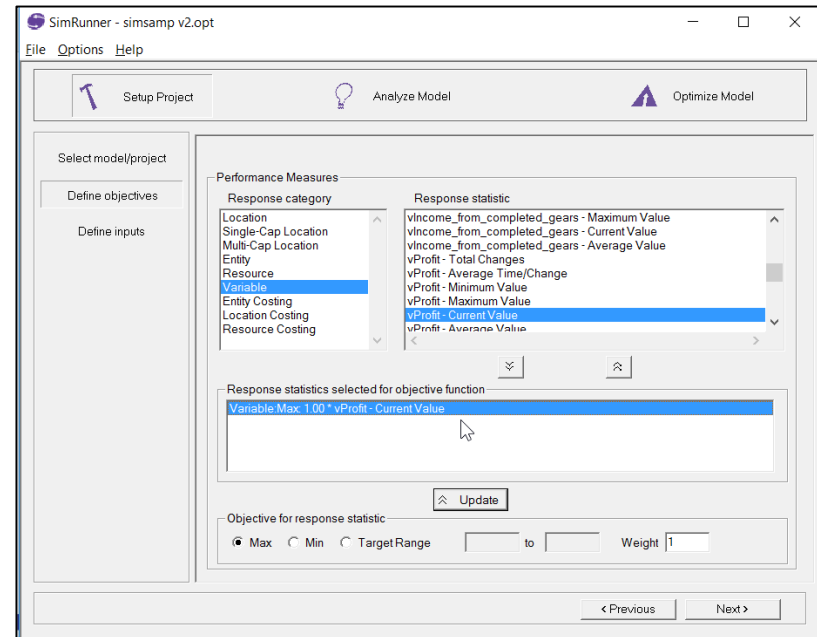 SimRunner - simsamp v2.opt
File Options Help
Setup Project
Analyze Model
Optimize Model
Select model/project
Define objectives
Define inputs
Performance Measures
Response category
Location
Single-Cap Location
Multi-Cap Location
Entity
Resource
Variable
Entity Costing
Location Costing
Resource Costing
Response statistic
vIncome_from_completed_gears - Maximum Value
vIncome_from_completed_gears - Current Value
vIncome_from_completed_gears - Average Value
vProfit - Total Changes
vProfit - Average Time/Change
vProfit - Minimum Value
vProfit - Maximum Value
vProfit - Current Value
vProfit - Average Value
Response statistics selected for objective function
Variable:Max: 1.00 * vProfit - Current Value
Update
Objective for response statistic
Max Min Target Range to Weight 1
< Previous Next >